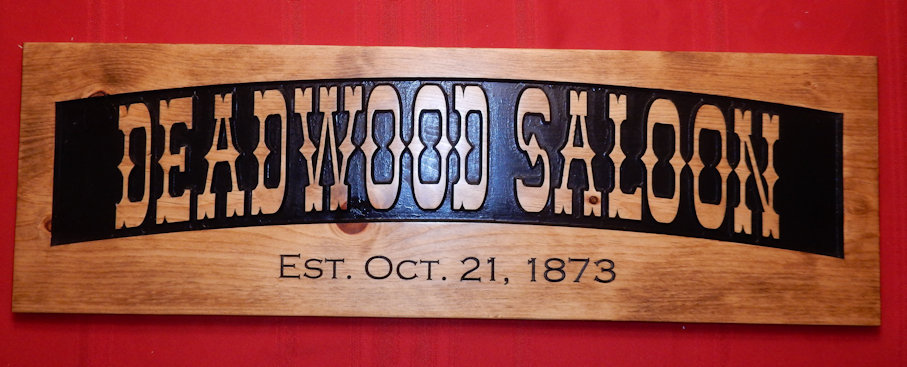 DEADWOOD SALOON
EST. OCT. 21, 1873